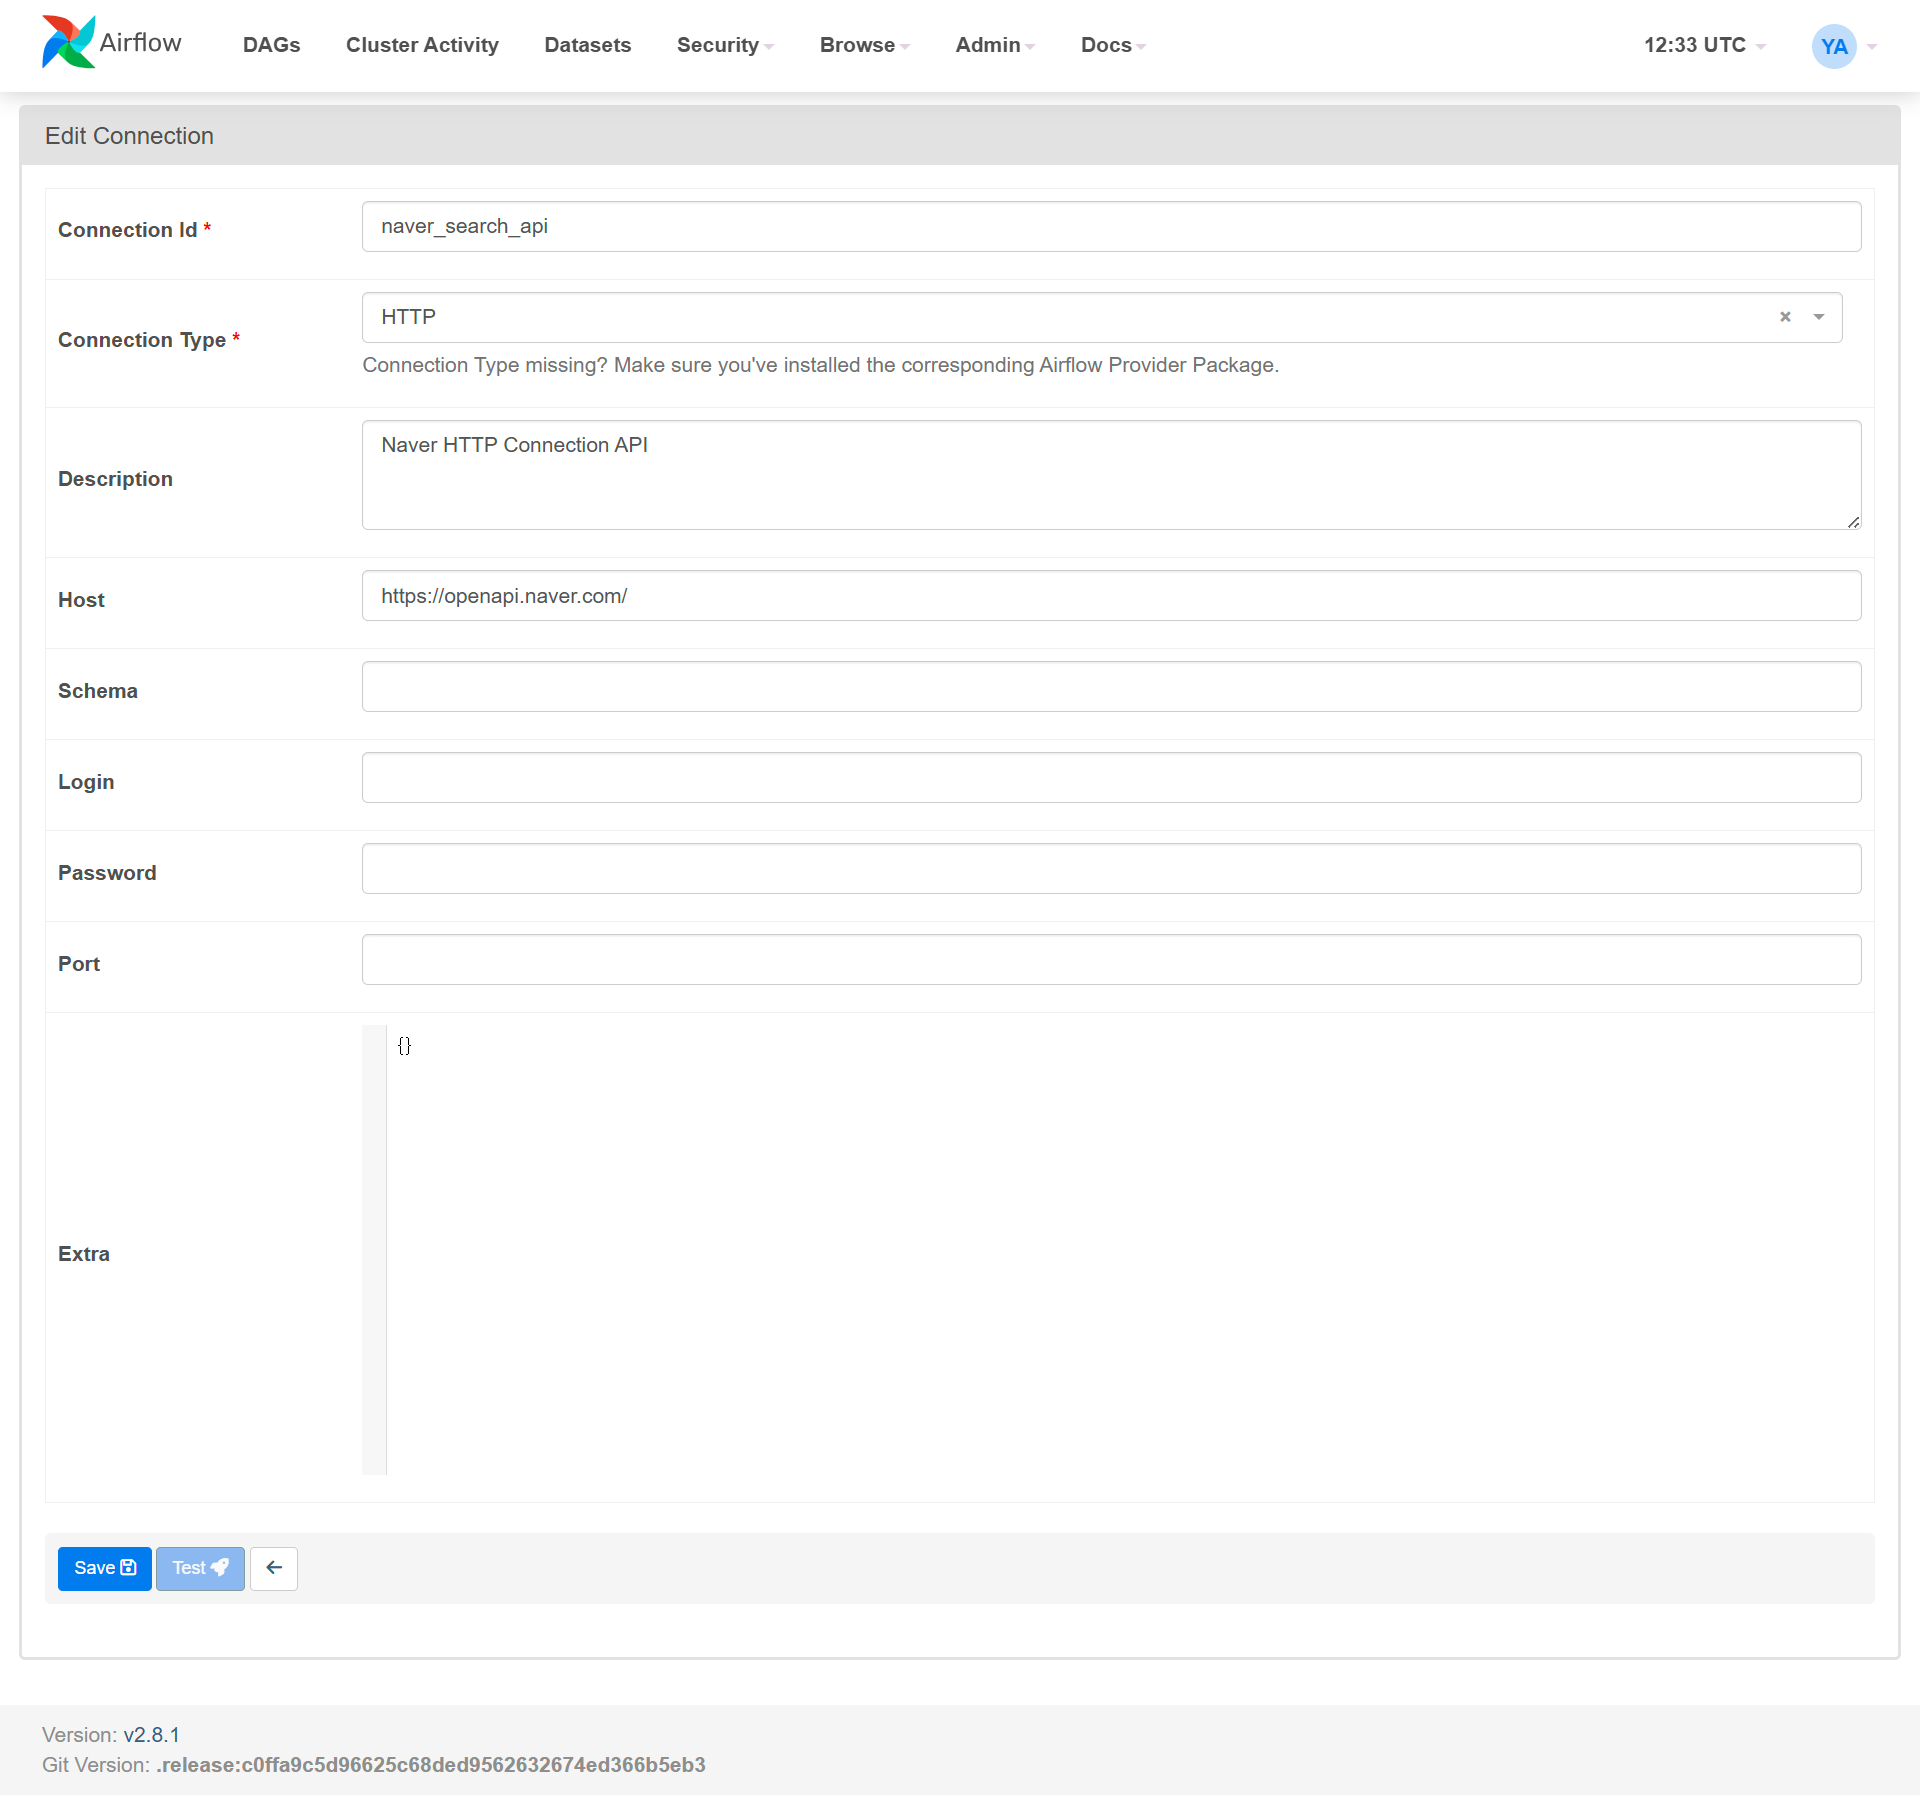 Airflow
DAGs
Cluster Activity
Datasets
Security
Browse
Admin
Docs
12:33 UTC
YA
Edit Connection
Connection Id *
naver_search_api
Connection Type *
HTTP
Connection Type missing? Make sure you've installed the corresponding Airflow Provider Package.
Description
Naver HTTP Connection API
Host
https://openapi.naver.com/
Schema
Login
Password
Port
Extra
{}
Save
Test
Version: v2.8.1
Git Version: .release:c0ffa9c5d96625c68ded9562632674ed366b5eb3